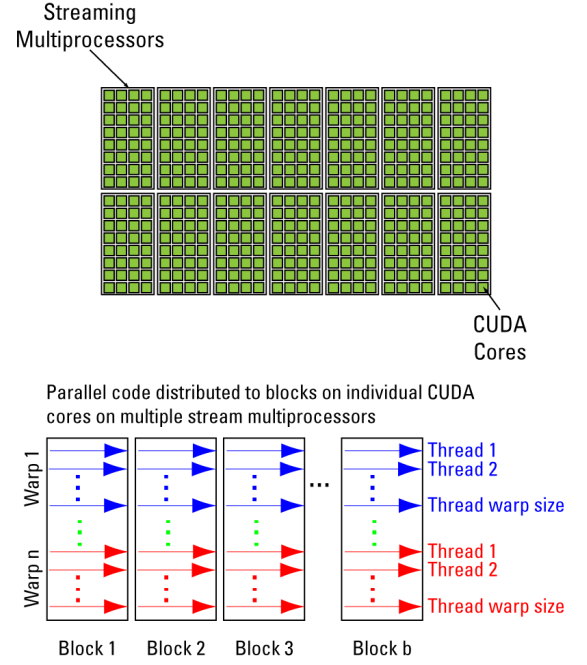 Streaming
Multiprocessors
CUDA
Cores
Parallel code distributed to blocks on individual CUDA
cores on multiple stream multiprocessors
Warp 1
Thread 1
Thread 2
...
Thread warp size
Warp n
Thread 1
Thread 2
Thread warp size
Block 1 Block 2 Block 3 Block b